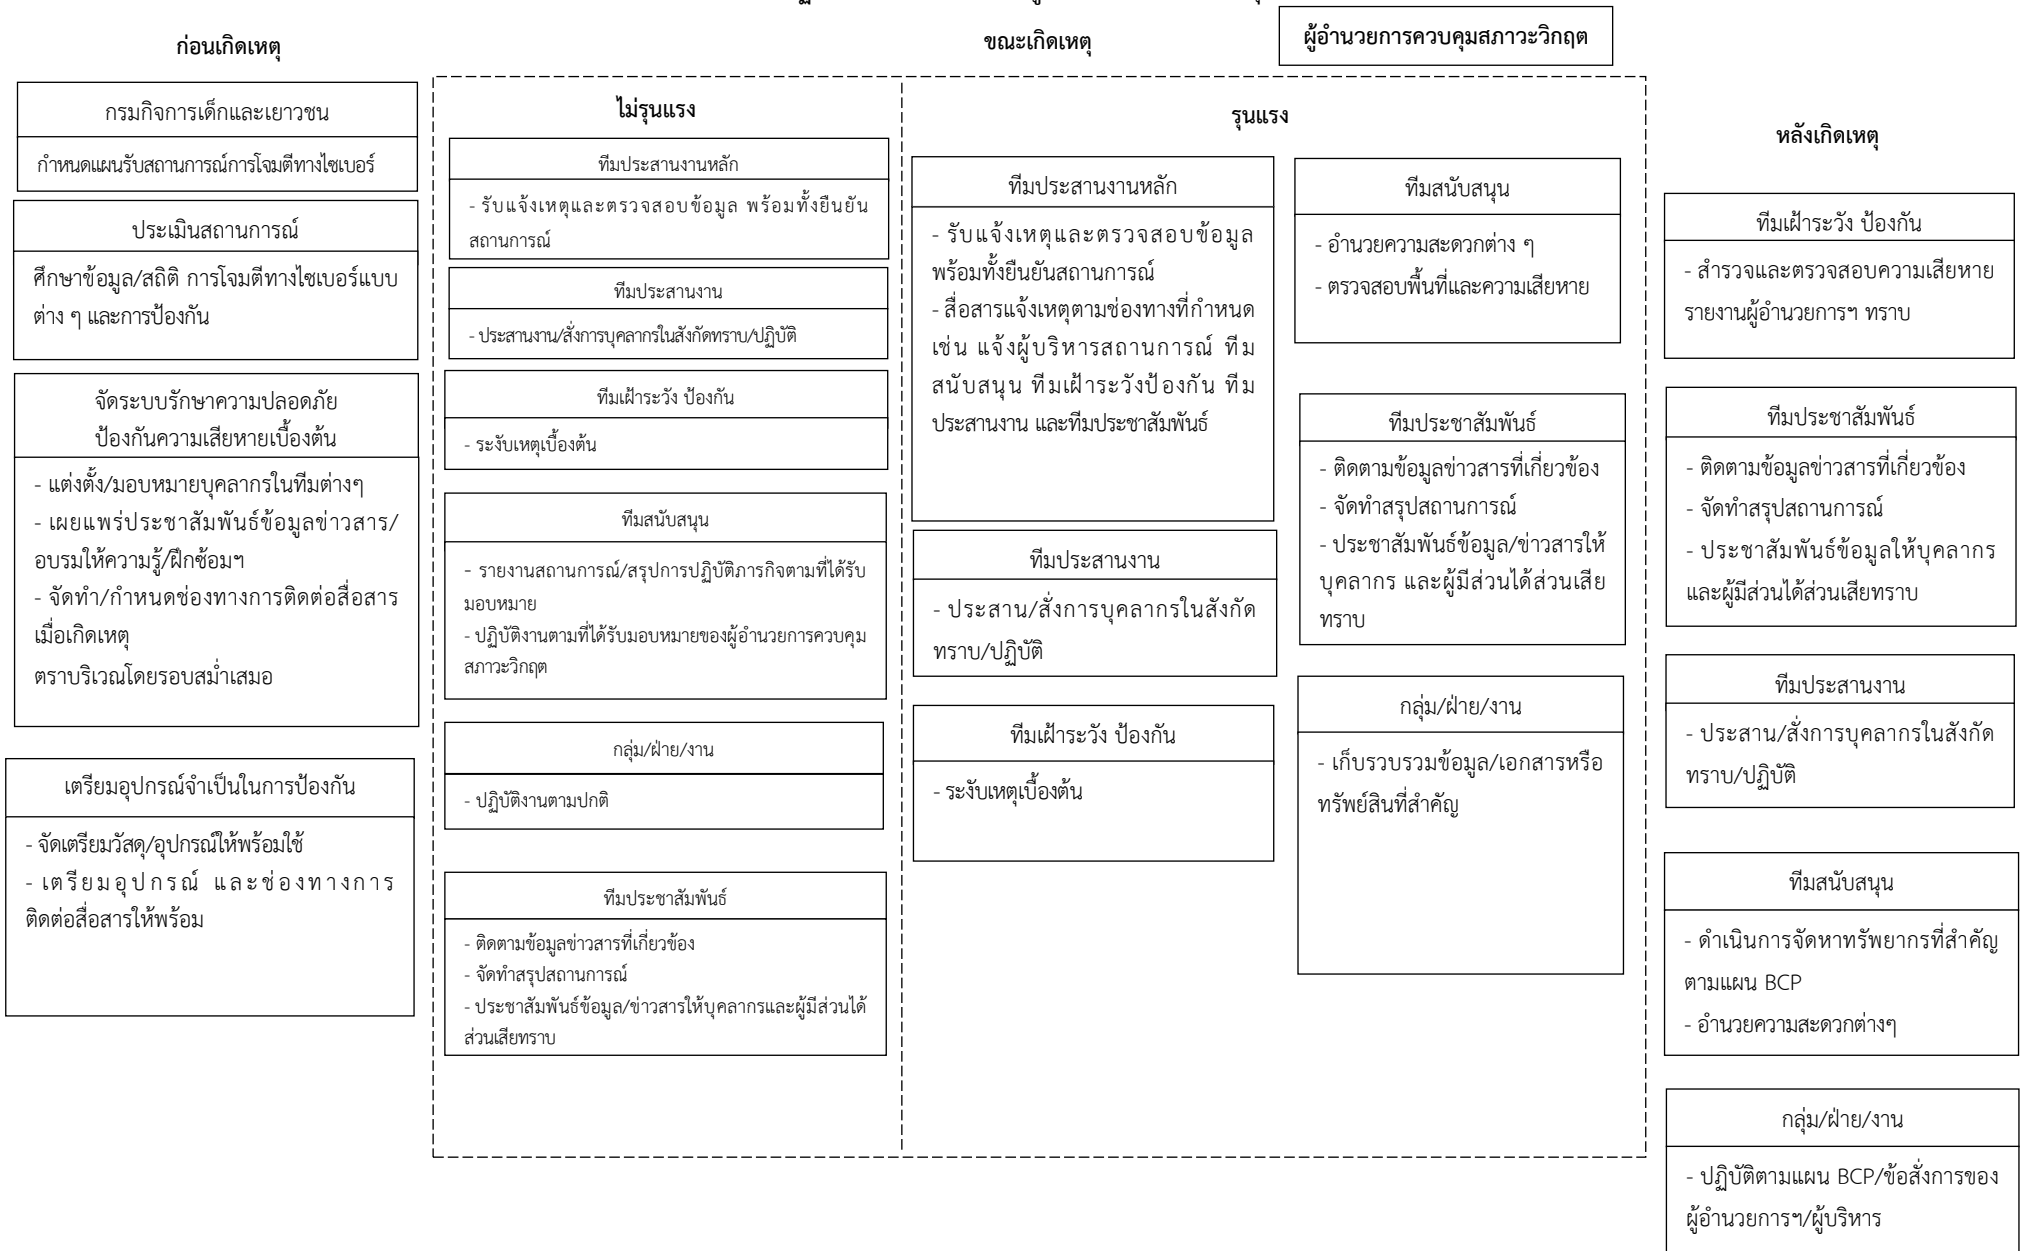 ก่อนเกิดเหตุ
ขณะเกิดเหตุ
ผู้อำนวยการควบคุมสภาวะวิกฤต
กรมกิจการเด็กและเยาวชน
กำหนดแผนรับสถานการณ์การโจมตีทางไซเบอร์
ประเมินสถานการณ์
ศึกษาข้อมูล/สถิติ การโจมตีทางไซเบอร์แบบ
ต่าง ๆ และการป้องกัน
จัดระบบรักษาความปลอดภัย
ป้องกันความเสียหายเบื้องต้น
- แต่งตั้ง/มอบหมายบุคลากรในทีมต่างๆ
- เผยแพร่ประชาสัมพันธ์ข้อมูลข่าวสาร/
อบรมให้ความรู้/ฝึกซ้อมฯ
- จัดทำ/กำหนดช่องทางการติดต่อสื่อสาร
เมื่อเกิดเหตุ
ตราบริเวณโดยรอบสม่ำเสมอ
เตรียมอุปกรณ์จำเป็นในการป้องกัน
- จัดเตรียมวัสดุ/อุปกรณ์ให้พร้อมใช้
- เตรียมอุปกรณ์ และช่องทางการ
ติดต่อสื่อสารให้พร้อม
ไม่รุนแรง
ทีมประสานงานหลัก
- รับแจ้งเหตุและตรวจสอบข้อมูล พร้อมทั้งยืนยัน
สถานการณ์
ทีมประสานงาน
- ประสานงาน/สั่งการบุคลากรในสังกัดทราบ/ปฏิบัติ
ทีมเฝ้าระวัง ป้องกัน
- ระงับเหตุเบื้องต้น
ทีมสนับสนุน
- รายงานสถานการณ์/สรุปการปฏิบัติภารกิจตามที่ได้รับ
มอบหมาย
- ปฏิบัติงานตามที่ได้รับมอบหมายของผู้อำนวยการควบคุม
สภาวะวิกฤต
กลุ่ม/ฝ่าย/งาน
- ปฏิบัติงานตามปกติ
ทีมประชาสัมพันธ์
- ติดตามข้อมูลข่าวสารที่เกี่ยวข้อง
- จัดทำสรุปสถานการณ์
- ประชาสัมพันธ์ข้อมูล/ข่าวสารให้บุคลากรและผู้มีส่วนได้
ส่วนเสียทราบ
รุนแรง
ทีมประสานงานหลัก
- รับแจ้งเหตุและตรวจสอบข้อมูล
พร้อมทั้งยืนยันสถานการณ์
- สื่อสารแจ้งเหตุตามช่องทางที่กำหนด
เช่น แจ้งผู้บริหารสถานการณ์ ทีม
สนับสนุน ทีมเฝ้าระวังป้องกัน ทีม
ประสานงาน และทีมประชาสัมพันธ์
ทีมประสานงาน
- ประสาน/สั่งการบุคลากรในสังกัด
ทราบ/ปฏิบัติ
ทีมเฝ้าระวัง ป้องกัน
- ระงับเหตุเบื้องต้น
ทีมสนับสนุน
- อำนวยความสะดวกต่าง ๆ
- ตรวจสอบพื้นที่และความเสียหาย
ทีมประชาสัมพันธ์
- ติดตามข้อมูลข่าวสารที่เกี่ยวข้อง
- จัดทำสรุปสถานการณ์
- ประชาสัมพันธ์ข้อมูล/ข่าวสารให้
บุคลากร และผู้มีส่วนได้ส่วนเสีย
ทราบ
กลุ่ม/ฝ่าย/งาน
- เก็บรวบรวมข้อมูล/เอกสารหรือ
ทรัพย์สินที่สำคัญ
หลังเกิดเหตุ
ทีมเฝ้าระวัง ป้องกัน
- สำรวจและตรวจสอบความเสียหาย
รายงานผู้อำนวยการฯ ทราบ
ทีมประชาสัมพันธ์
- ติดตามข้อมูลข่าวสารที่เกี่ยวข้อง
- จัดทำสรุปสถานการณ์
- ประชาสัมพันธ์ข้อมูลให้บุคลากร
และผู้มีส่วนได้ส่วนเสียทราบ
ทีมประสานงาน
- ประสาน/สั่งการบุคลากรในสังกัด
ทราบ/ปฏิบัติ
ทีมสนับสนุน
- ดำเนินการจัดหาทรัพยากรที่สำคัญ
ตามแผน BCP
- อำนวยความสะดวกต่างๆ
กลุ่ม/ฝ่าย/งาน
- ปฏิบัติตามแผน BCP/ข้อสั่งการของ
ผู้อำนวยการฯ/ผู้บริหาร